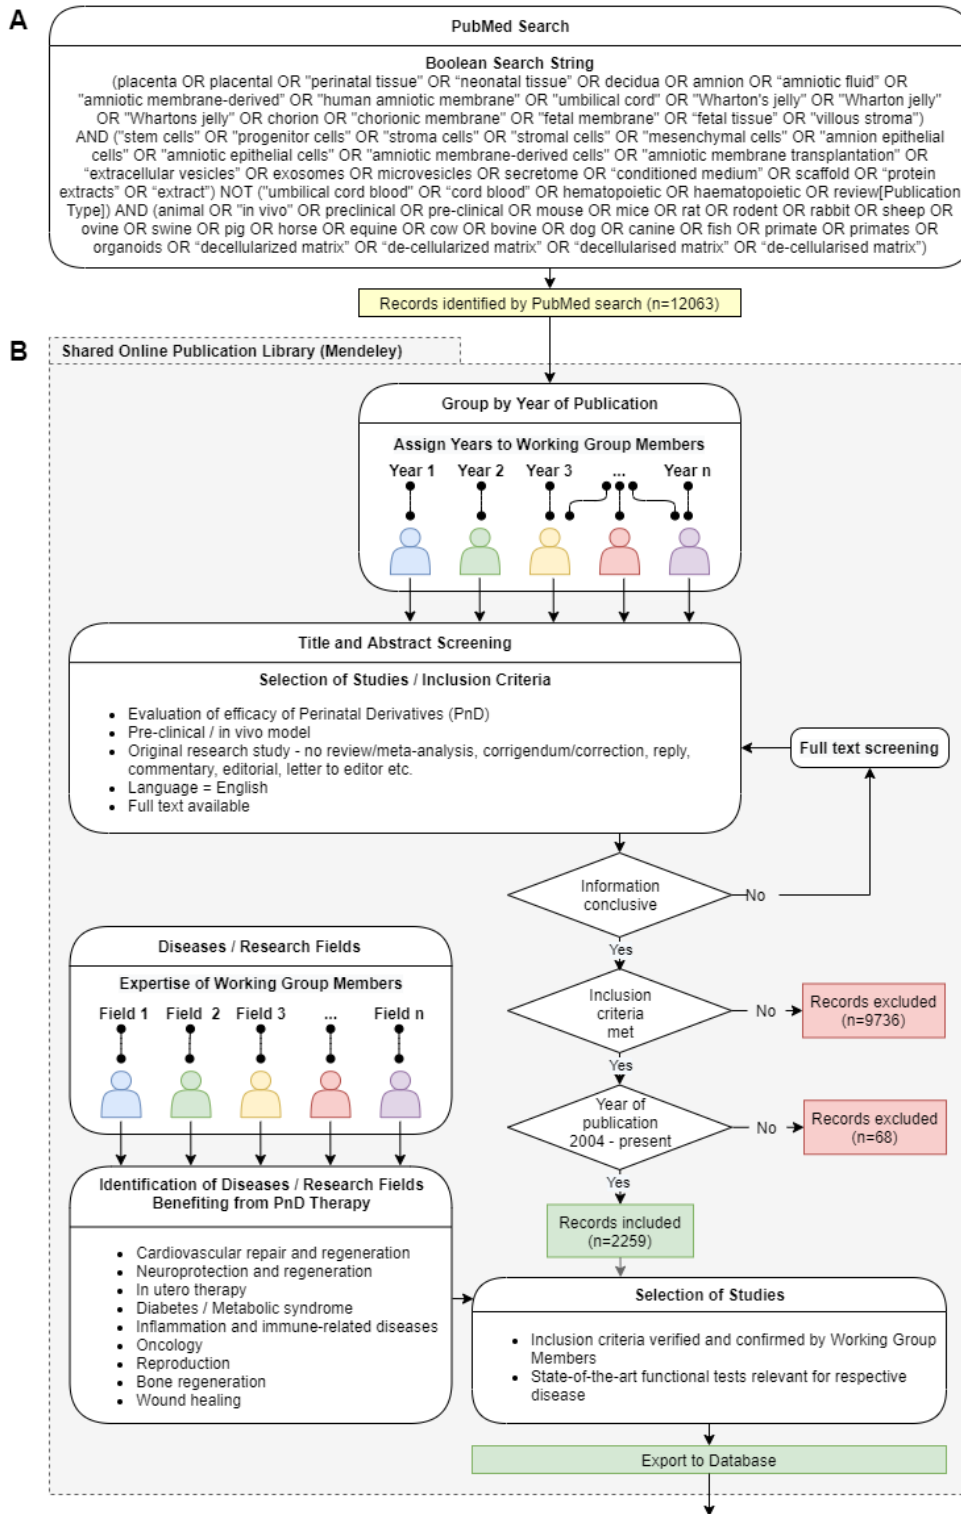 A
PubMed Search
Boolean Search String
(placenta OR placental OR "perinatal tissue" OR “neonatal tissue” OR decidua OR amnion OR “amniotic fluid” OR
"amniotic membrane-derived” OR "human amniotic membrane" OR "umbilical cord" OR "Wharton's jelly" OR "Wharton jelly"
OR "Whartons jelly" OR chorion OR "chorionic membrane" OR "fetal membrane" OR “fetal tissue" OR "villous stroma")
AND ("stem cells" OR "progenitor cells" OR "stroma cells" OR "stromal cells" OR "mesenchymal cells" OR "amnion epithelial
cells" OR "amniotic epithelial cells" OR "amniotic membrane-derived cells" OR "amniotic membrane transplantation" OR
“extracellular vesicles” OR exosomes OR microvesicles OR secretome OR “conditioned medium” OR scaffold OR “protein
extracts” OR “extract”) NOT ("umbilical cord blood" OR “cord blood” OR hematopoietic OR haematopoietic OR review[Publication
Type]) AND (animal OR "in vivo" OR preclinical OR pre-clinical OR mouse OR mice OR rat OR rodent OR rabbit OR sheep OR
ovine OR swine OR pig OR horse OR equine OR cow OR bovine OR dog OR canine OR fish OR primate OR primates OR
organoids OR “decellularized matrix” OR “de-cellularized matrix” OR “decellularised matrix” OR “de-cellularised matrix”)
Records identified by PubMed search (n=12063)
B
Shared Online Publication Library (Mendeley)
Group by Year of Publication
Assign Years to Working Group Members
Year 1 Year 2 Year 3 ... Year n
Title and Abstract Screening
Selection of Studies / Inclusion Criteria
• Evaluation of efficacy of Perinatal Derivatives (PnD)
• Pre-clinical / in vivo model
• Original research study - no review/meta-analysis, corrigendum/correction, reply,
commentary, editorial, letter to editor etc.
• Language = English
• Full text available
Full text screening
Information
conclusive
No
Yes
Diseases / Research Fields
Expertise of Working Group Members
Field 1 Field 2 Field 3 ... Field n
Inclusion
criteria
met
No
Records excluded
(n=9736)
Yes
Year of
publication
2004 - present
No
Records excluded
(n=68)
Yes
Identification of Diseases / Research Fields
Benefiting from PnD Therapy
• Cardiovascular repair and regeneration
• Neuroprotection and regeneration
• In utero therapy
• Diabetes / Metabolic syndrome
• Inflammation and immune-related diseases
• Oncology
• Reproduction
• Bone regeneration
• Wound healing
Records included
(n=2259)
Selection of Studies
• Inclusion criteria verified and confirmed by Working Group
Members
• State-of-the-art functional tests relevant for respective
disease
Export to Database